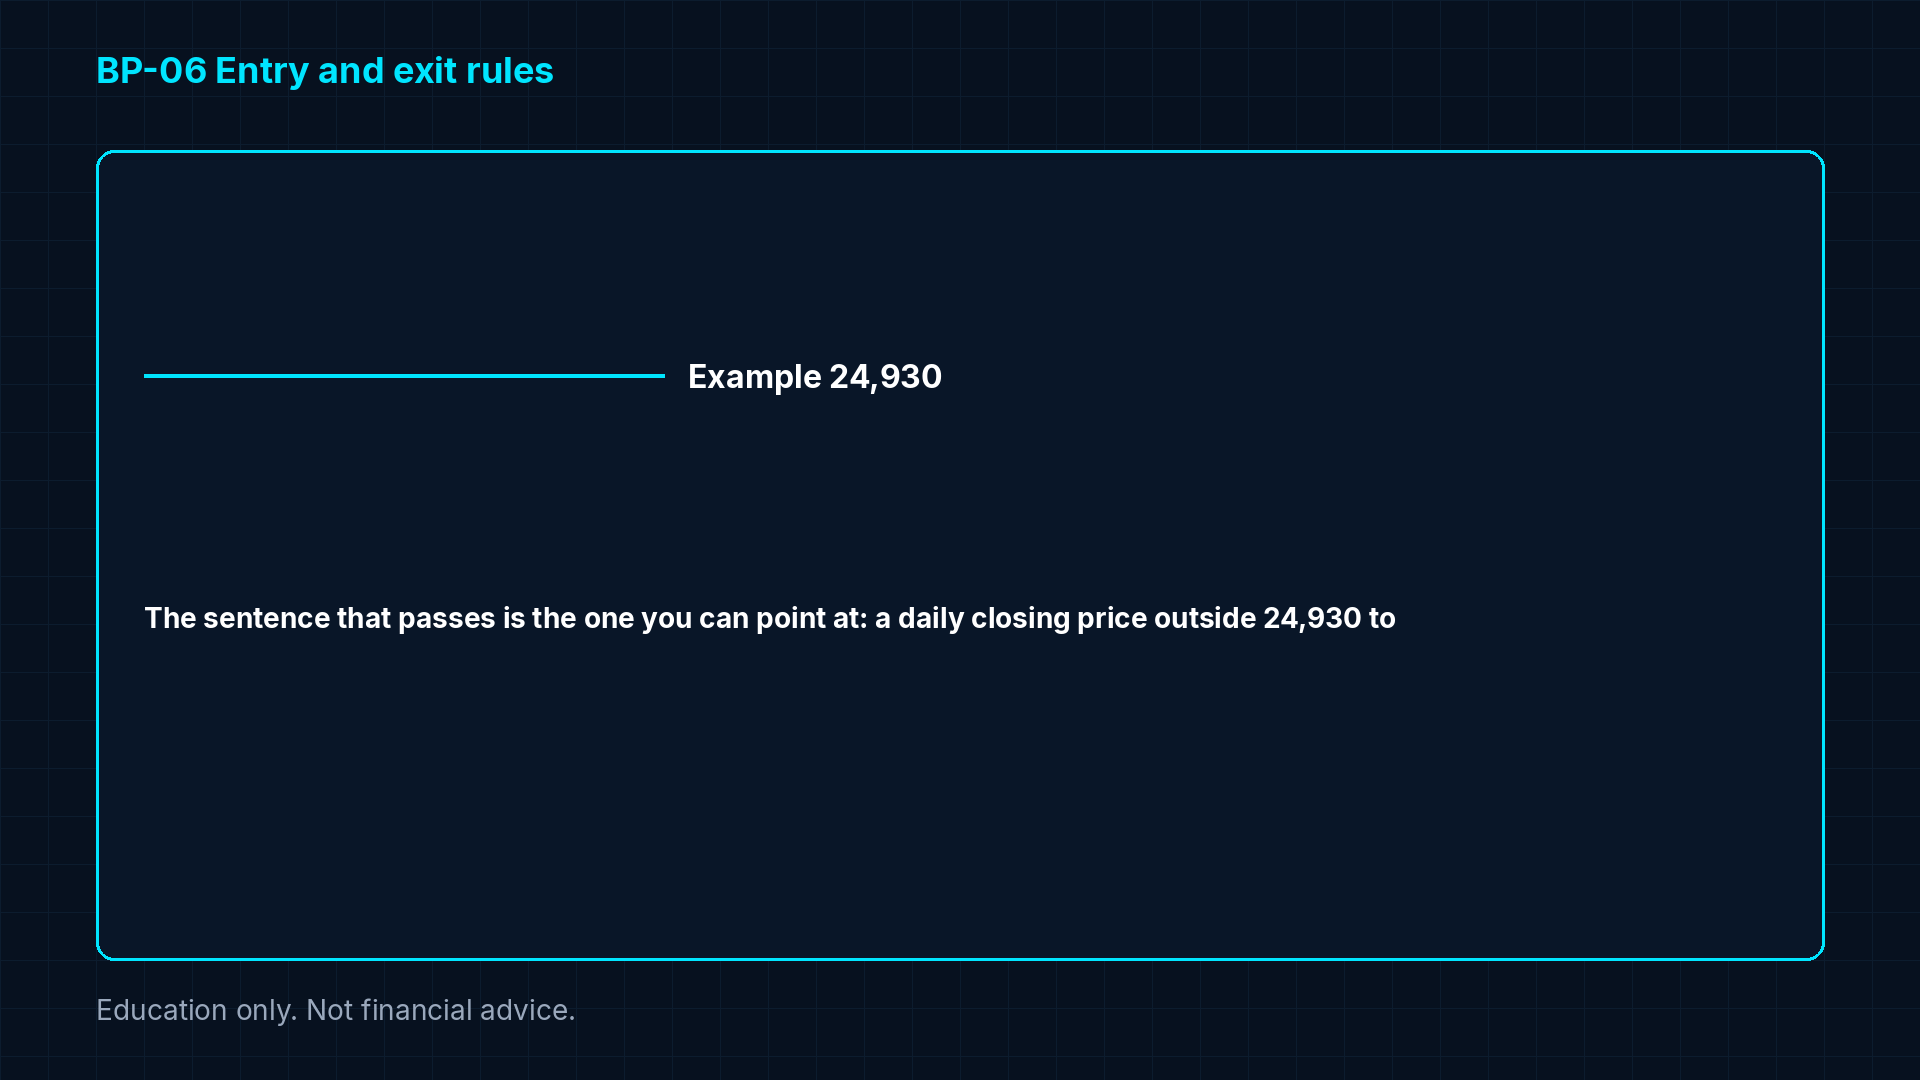 BP-06 Entry and exit rules
Example 24,930
The sentence that passes is the one you can point at: a daily closing price outside 24,930 to
Education only. Not financial advice.